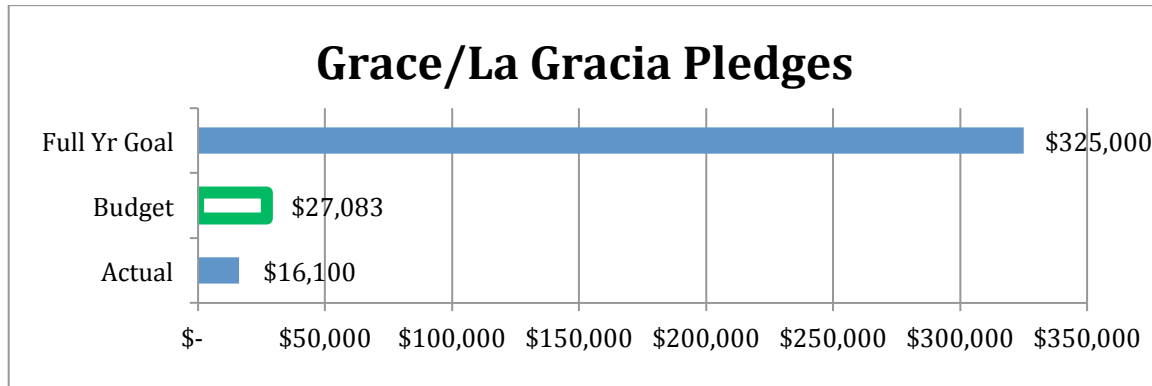 Grace/La Gracia Pledges
Full Yr Goal
$325,000
Budget
$27,083
Actual
$16,100
$- $50,000 $100,000 $150,000 $200,000 $250,000 $300,000 $350,000